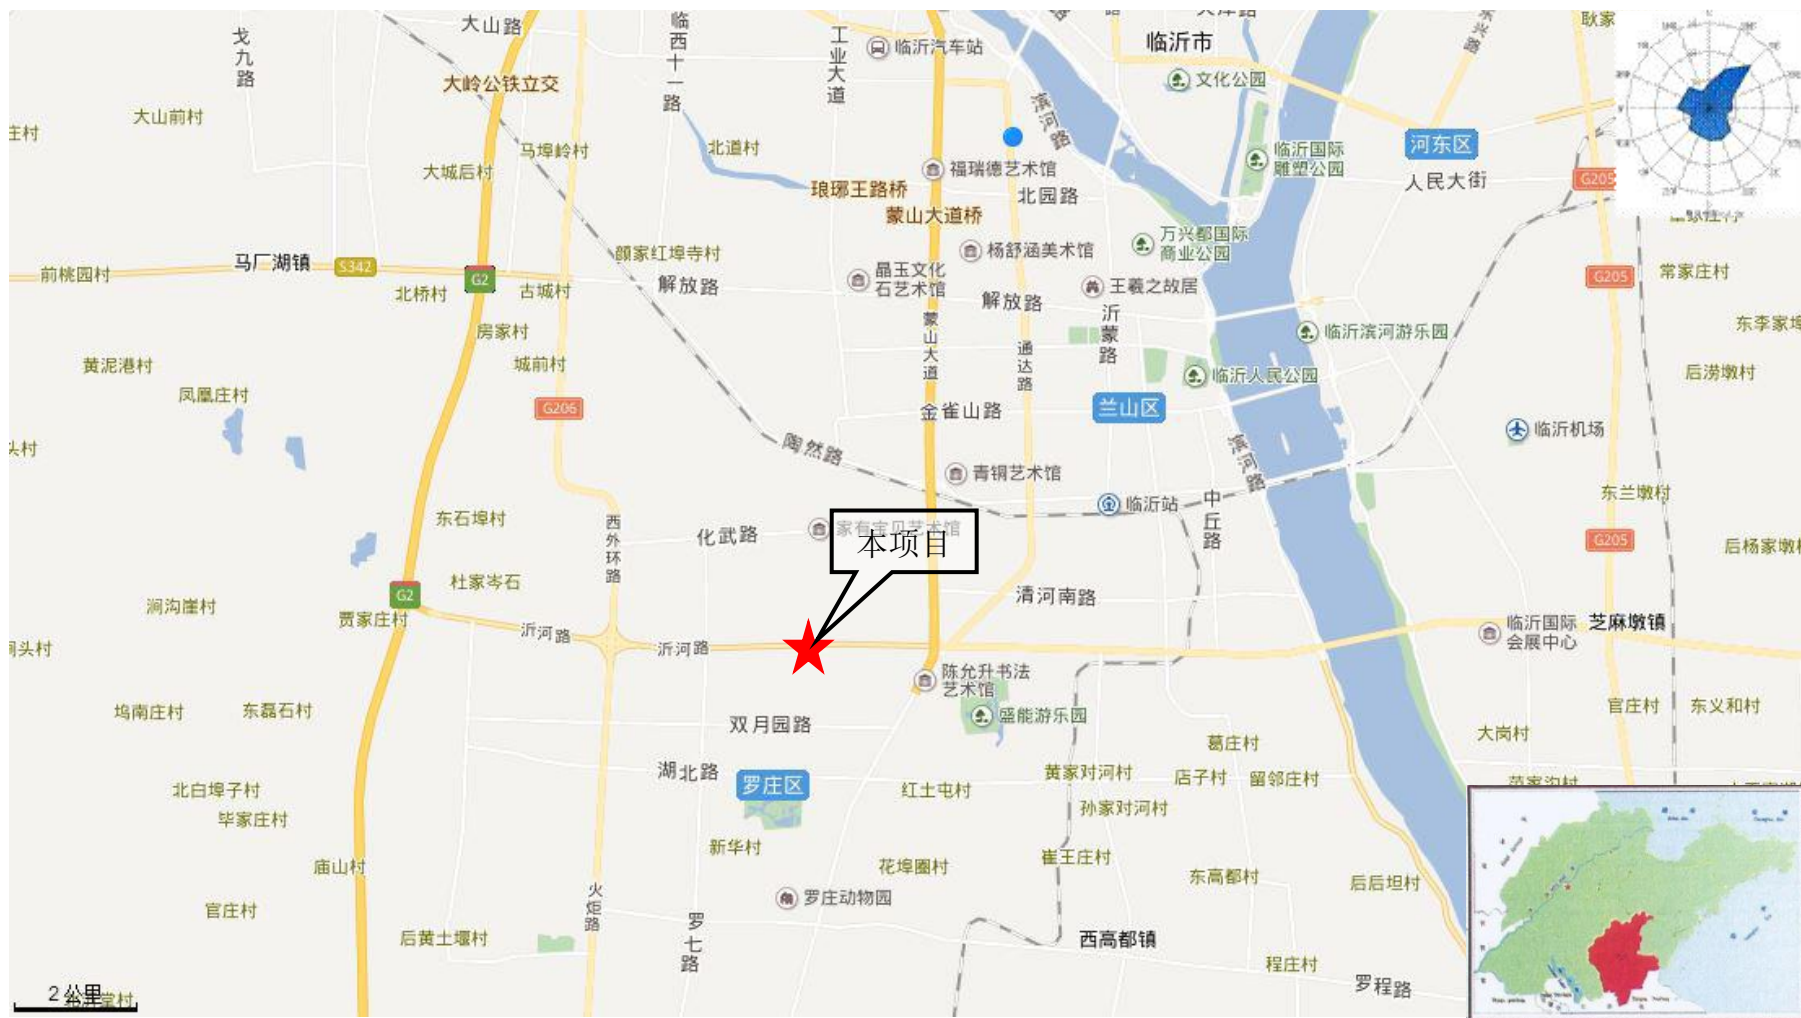 大山路
临西十一路
工业大道
临沂汽车站
临沂市
文化公园
戈九路
大岭公铁立交
滨河路
河东区
临沂国际
雕塑公园
人民大街
G205
大山前村
马埠岭村
北道村
大城后村
福瑞德艺术馆
琅琊王路桥
北园路
蒙山大道桥
万兴都国际
商业公园
杨舒涵美术馆
颜家红埠寺村
马厂湖镇
S342
G2
前桃园村
北桥村
古城村
解放路
晶玉文化
石艺术馆
解放路
王羲之故居
沂蒙路
G205
常家庄村
房家村
蒙山大道
通达路
临沂滨河游乐园
黄泥港村
城前村
临沂人民公园
后涝墩村
凤凰庄村
G206
金雀山路
兰山区
临沂机场
陶然路
滨河路
青铜艺术馆
东石埠村
西外环路
化武路
家有宝贝艺术馆
临沂站
中丘路
东兰墩村
G205
本项目
杜家岑石
G2
涧沟崖村
贾家庄村
沂河路
沂河路
清河南路
临沂国际
会展中心
芝麻墩镇
陈允升书法
艺术馆
盛能游乐园
坞南庄村
东磊石村
双月园路
官庄村
东义和村
大岗村
葛庄村
湖北路
罗庄区
黄家对河村
店子村
留邻庄村
北白埠子村
红土屯村
孙家对河村
毕家庄村
新华村
花埠圈村
崔王庄村
庙山村
东高都村
后后坦村
罗庄动物园
官庄村
火炬路
后黄土堰村
罗七路
西高都镇
程庄村
罗程路
2 公里